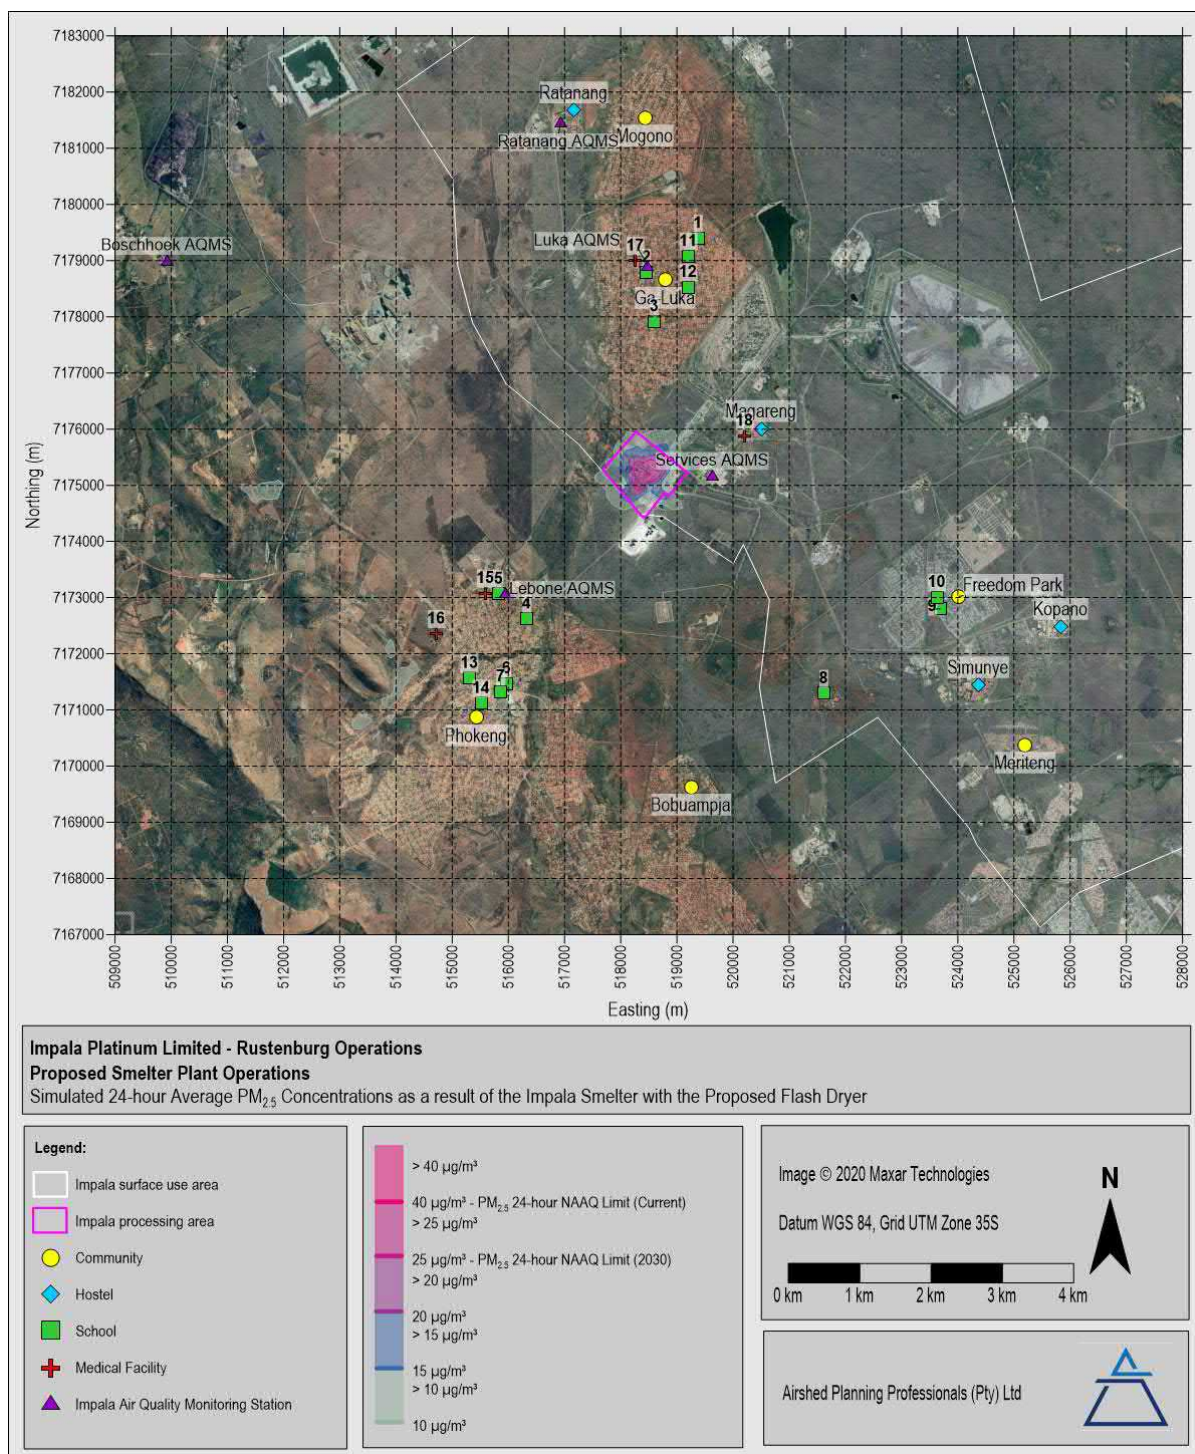 7183000
7182000
7181000
7180000
7179000
7178000
7177000
7176000
7175000
7174000
7173000
7172000
7171000
7170000
7169000
7168000
7167000
Northing (m)
Ratanang
Mogono
Ratanang AQMS
Boschhoek AQMS
Luka AQMS
17
1
11
2
12
Ga-Luka
3
Magareng
18
Services AQMS
15
5
Lebone AQMS
4
16
10
Freedom Park
9
Kopano
13
6
7
14
Simunye
8
Phokeng
Meriteng
Bobuampja
509000
510000
511000
512000
513000
514000
515000
516000
517000
518000
519000
520000
521000
522000
523000
524000
525000
526000
527000
528000
Easting (m)
Impala Platinum Limited - Rustenburg Operations
Proposed Smelter Plant Operations
Simulated 24-hour Average PM2.5 Concentrations as a result of the Impala Smelter with the Proposed Flash Dryer
Legend:
Impala surface use area
Impala processing area
Community
Hostel
School
Medical Facility
Impala Air Quality Monitoring Station
> 40 µg/m³
40 µg/m³ - PM2.5 24-hour NAAQ Limit (Current)
> 25 µg/m³
25 µg/m³ - PM2.5 24-hour NAAQ Limit (2030)
> 20 µg/m³
20 µg/m³
> 15 µg/m³
15 µg/m³
> 10 µg/m³
10 µg/m³
Image © 2020 Maxar Technologies
Datum WGS 84, Grid UTM Zone 35S
N
0 km 1 km 2 km 3 km 4 km
Airshed Planning Professionals (Pty) Ltd